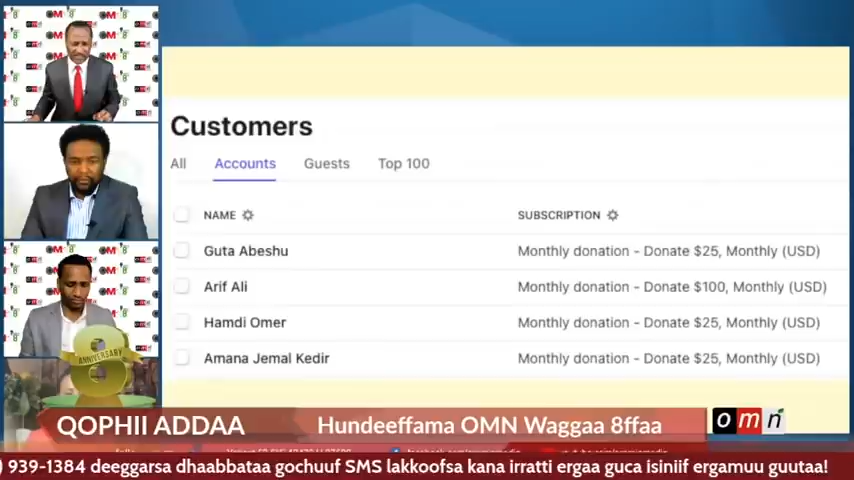 Customers
All Accounts Guests Top 100
NAME SUBSCRIPTION
Guta Abeshu Monthly donation - Donate $25, Monthly (USD)
Arif Ali Monthly donation - Donate $100, Monthly (USD)
Hamdi Omer Monthly donation - Donate $25, Monthly (USD)
Amana Jemal Kedir Monthly donation - Donate $25, Monthly (USD)
8
ANNIVERSARY
QOPHII ADDAA Hundeeffama OMN Waggaa 8ffaa
omn
) 939-1384 deeggarsa dhaabbataa gochuuf SMS lakkoofsa kana irratti ergaa guca isiniif ergamuu guutaa!